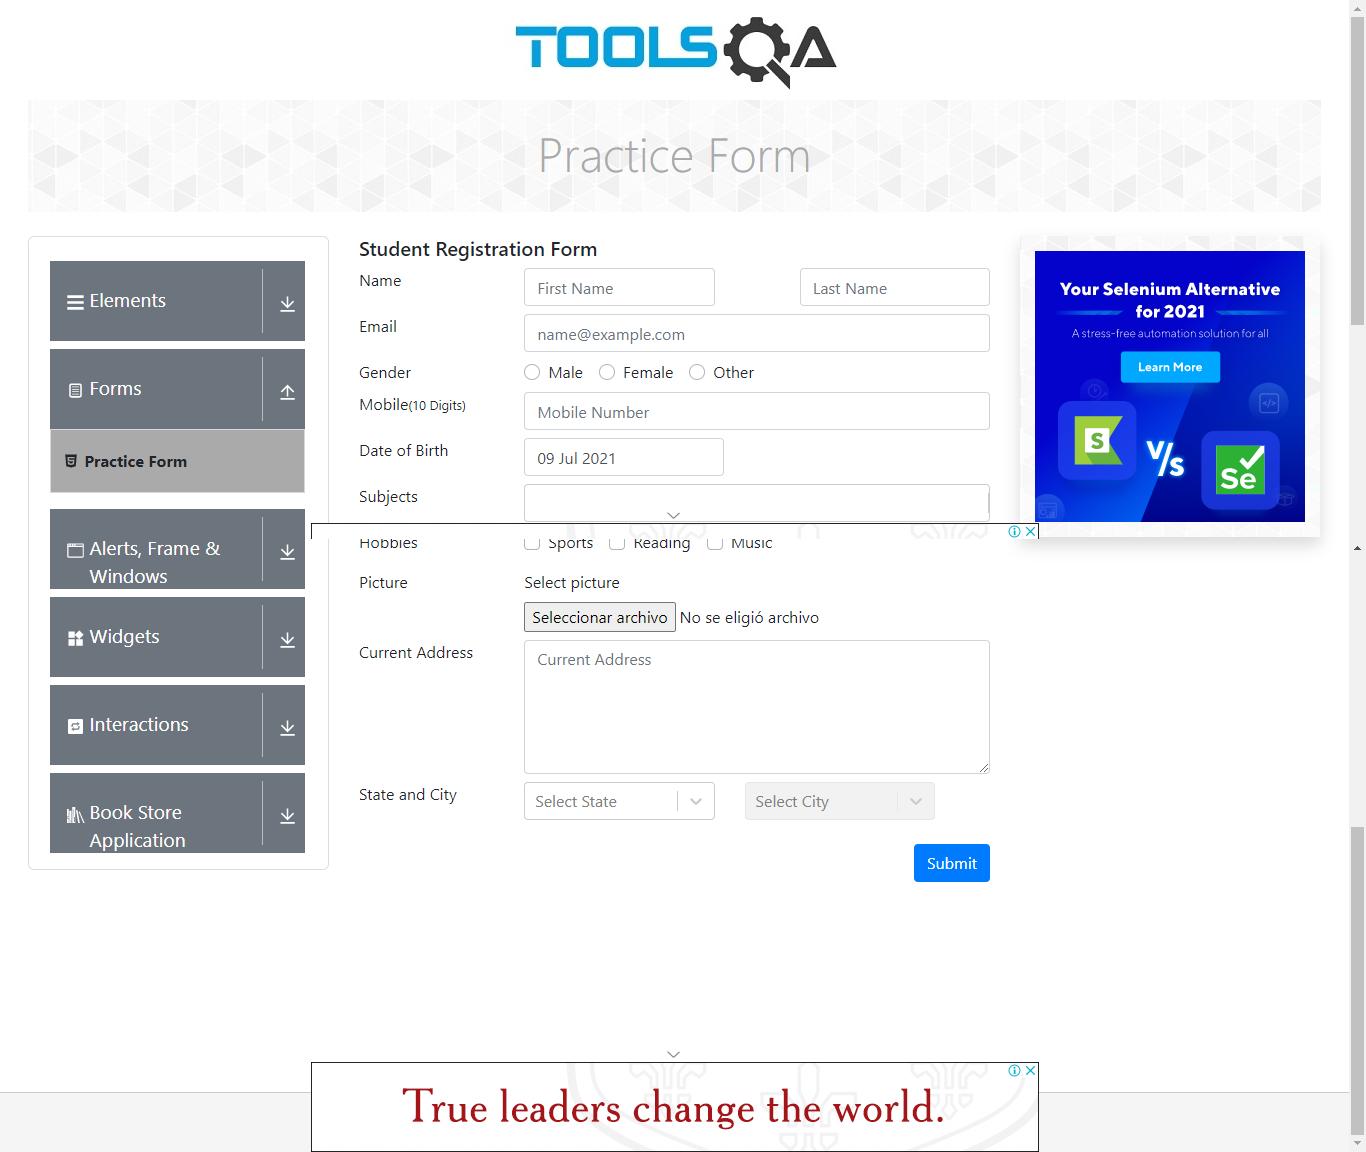 TOOLSQA
Practice Form
Elements
Forms
Practice Form
Alerts, Frame &
Windows
Widgets
Interactions
Book Store
Application
Student Registration Form
Name
First Name
Last Name
Email
name@example.com
Gender
Male
Female
Other
Mobile(10 Digits)
Mobile Number
Date of Birth
09 Jul 2021
Subjects
Hobbies
Sports
Reading
Music
Picture
Select picture
Seleccionar archivo
No se eligió archivo
Current Address
Current Address
State and City
Select State
Select City
Submit
Your Selenium Alternative
for 2021
A stress-free automation solution for all
Learn More
S
V/s
Se
True leaders change the world.